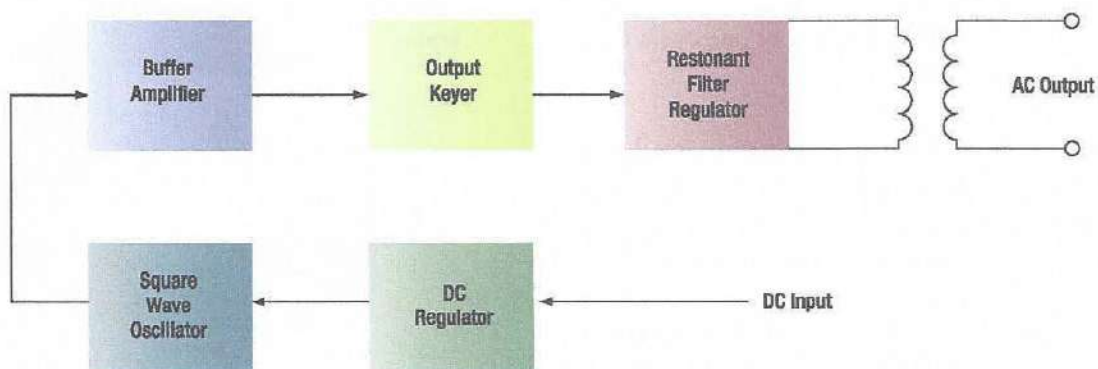 Buffer
Amplifier
Output
Keyer
Restonant
Filter
Regulator
AC Output
Square
Wave
Oscillator
DC
Regulator
DC Input